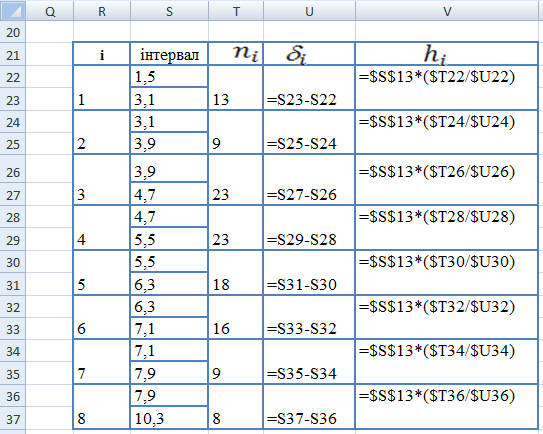 Q R S T U V
20
21 i інтервал nᵢ δᵢ hᵢ
22 1,5 =$S$13*($T22/$U22)
23 1 3,1 13 =S23-S22
24 3,1 =$S$13*($T24/$U24)
25 2 3,9 9 =S25-S24
26 3,9 =$S$13*($T26/$U26)
27 3 4,7 23 =S27-S26
28 4,7 =$S$13*($T28/$U28)
29 4 5,5 23 =S29-S28
30 5,5 =$S$13*($T30/$U30)
31 5 6,3 18 =S31-S30
32 6,3 =$S$13*($T32/$U32)
33 6 7,1 16 =S33-S32
34 7,1 =$S$13*($T34/$U34)
35 7 7,9 9 =S35-S34
36 7,9 =$S$13*($T36/$U36)
37 8 10,3 8 =S37-S36